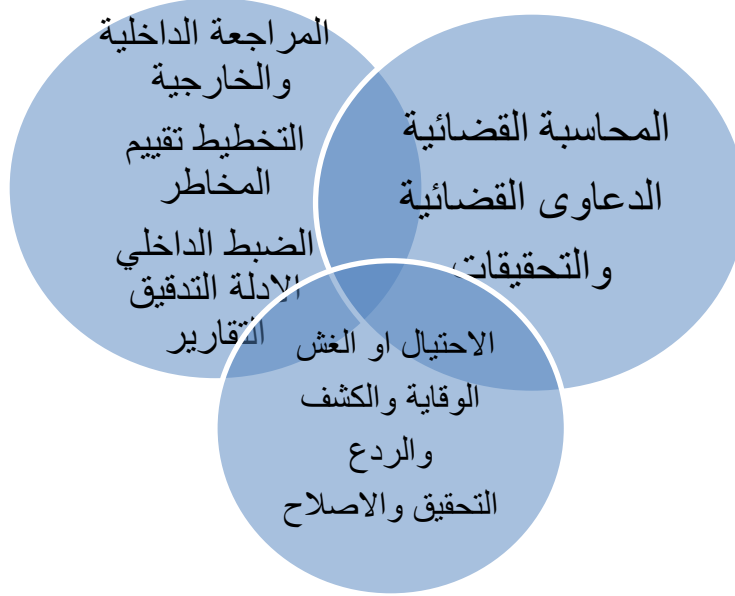 المراجعة الداخلية
والخارجية
التخطيط تقييم
المخاطر
الضبط الداخلي
الادلة التدقيق
التقارير
المحاسبة القضائية
الدعاوى القضائية
والتحقيقات
الاحتيال او الغش
الوقاية والكشف
والردع
التحقيق والاصلاح